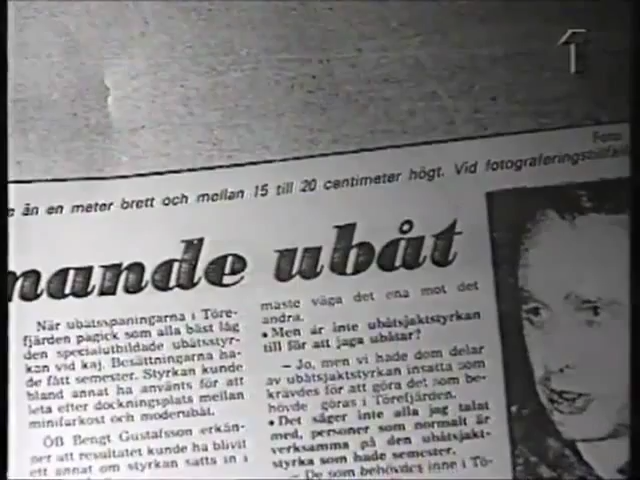 Foto:
än en meter brett och mellan 15 till 20 centimeter högt. Vid fotograferingstillfäl
mande ubåt
När ubåtsspaningarna i Töre-
fjärden pågick som allra bäst låg
den specialutbildade ubåtsstyr-
kan vid kaj. Besättningarna ha-
de fått semester. Styrkan kunde
bland annat ha använts för att
leta efter dockningsplats mellan
minifarkost och moderubåt.
ÖB Bengt Gustafsson erkän-
ner att resultatet kunde ha blivit
ett annat om styrkan satts in i
måste väga det ena mot det
andra.
• Men är inte ubåtsjaktstyrkan
till för att jaga ubåtar?
– Jo, men vi hade dom delar
av ubåtsjaktstyrkan insatta som
krävdes för att göra det som be-
hövde göras i Törefjärden.
• Det säger inte alla jag talat
med, personer som normalt är
verksamma på den ubåtsjakt-
styrka som hade semester.
– De som behövdes inne i Tö-